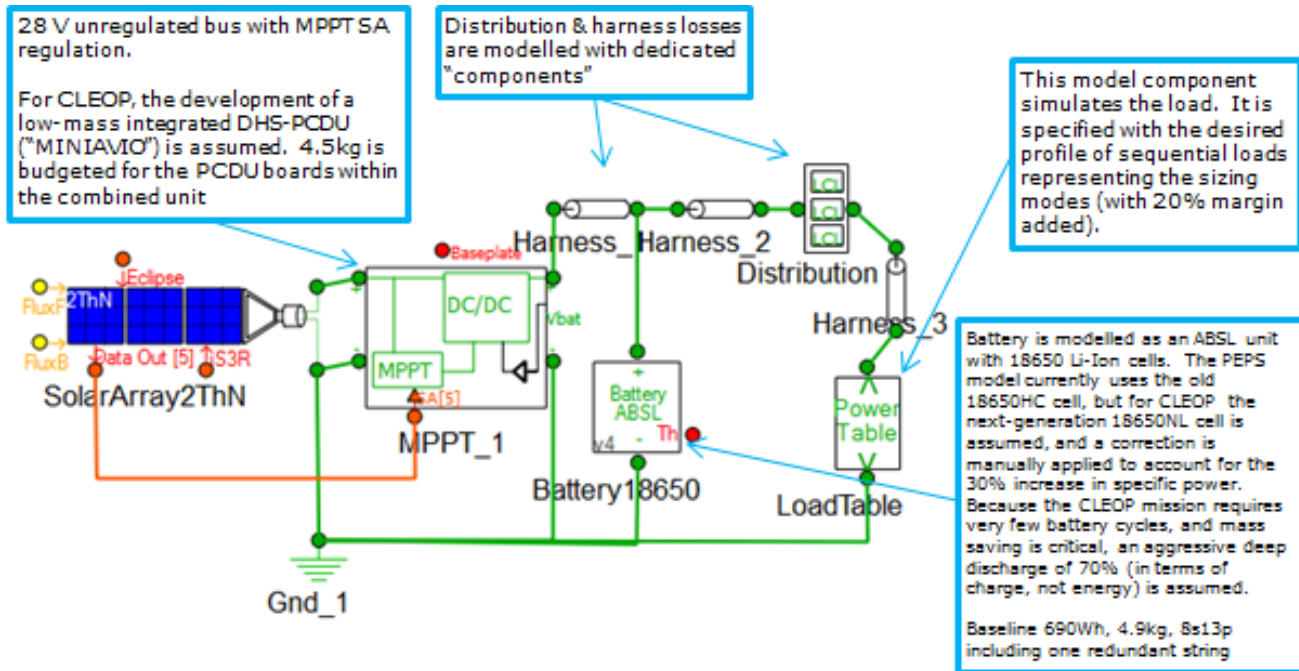 28 V unregulated bus with MPPT SA
regulation.
For CLEOP, the development of a
low-mass integrated DHS-PCDU
("MINIAVIO") is assumed. 4.5kg is
budgeted for the PCDU boards within
the combined unit
Distribution & harness losses
are modelled with dedicated
"components"
This model component
simulates the load. It is
specified with the desired
profile of sequential loads
representing the sizing
modes (with 20% margin
added).
Eclipse
FluxF
2ThN
FluxB
Data Out [5]
S3R
SolarArray2ThN
Baseplate
+
+
DC/DC
Vbat
-
-
MPPT
SA[5]
MPPT_1
Harness_
Harness_2
LCL
LCL
LCL
Distribution
Harness_3
+
Battery
ABSL
-
Th
v4
Battery18650
Power
Table
LoadTable
Gnd_1
Battery is modelled as an ABSL unit
with 18650 Li-Ion cells. The PEPS
model currently uses the old
18650HC cell, but for CLEOP the
next-generation 18650NL cell is
assumed, and a correction is
manually applied to account for the
30% increase in specific power.
Because the CLEOP mission requires
very few battery cycles, and mass
saving is critical, an aggressive deep
discharge of 70% (in terms of
charge, not energy) is assumed.
Baseline 690Wh, 4.9kg, 8s13p
including one redundant string